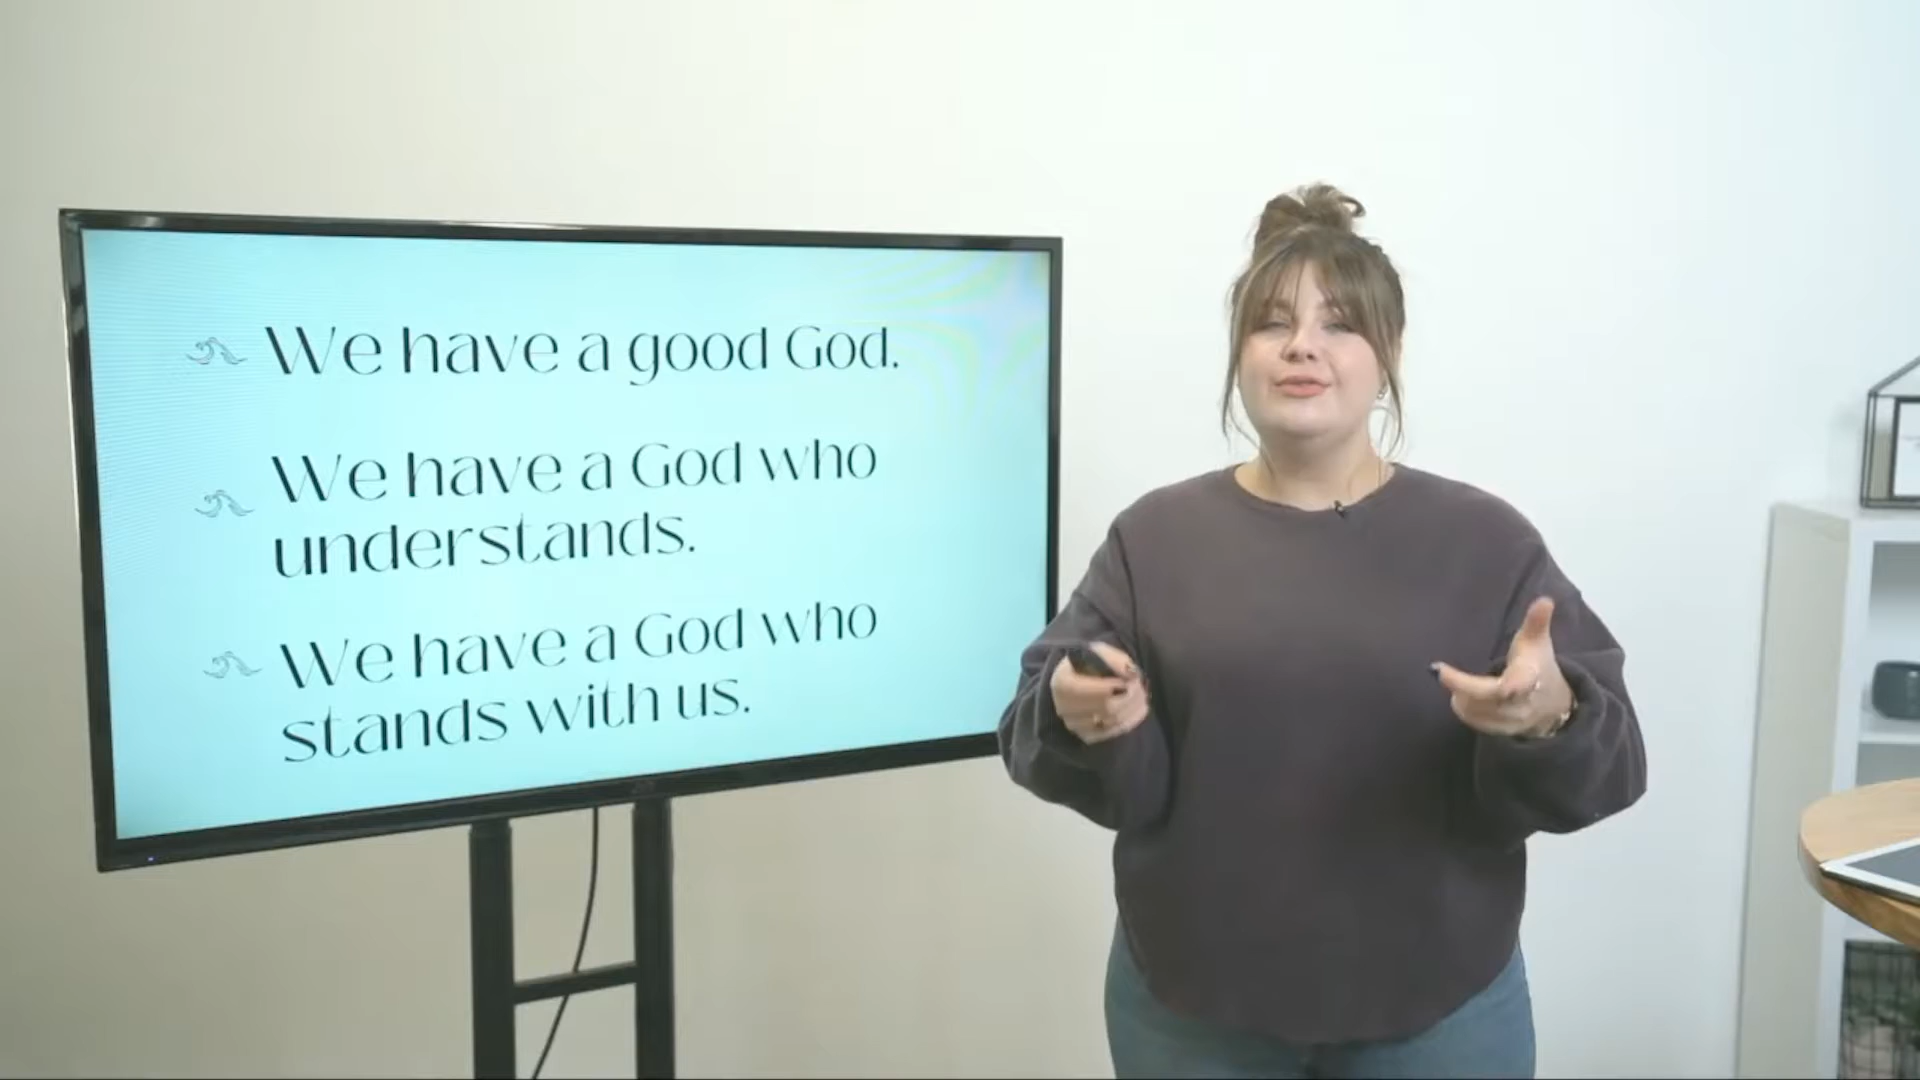 We have a good God.
We have a God who
understands.
We have a God who
stands with us.